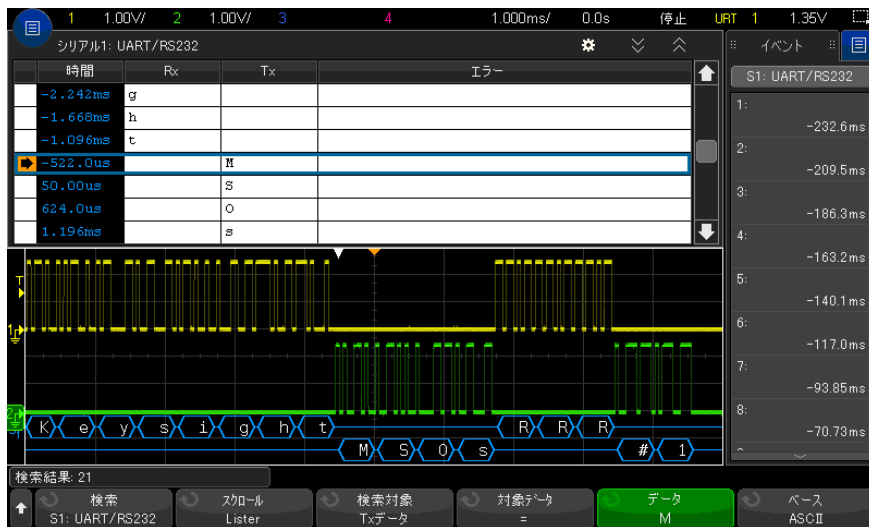 1 1.00V/ 2 1.00V/ 3 4 1.000ms/ 0.0s 停止 URT 1 1.35V
シリアル1: UART/RS232
イベント
時間 Rx Tx エラー
S1: UART/RS232
-2.242ms g
-1.668ms h
-1.096ms t
-522.0us M
50.00us S
624.0us O
1.196ms s
1:
-232.6ms
2:
-209.5ms
3:
-186.3ms
4:
-163.2ms
5:
-140.1ms
6:
-117.0ms
7:
-93.85ms
8:
-70.73ms
T
1
2
K e y s i g h t R R R
M S O s # 1
検索結果: 21
検索 スクロール 検索対象 対象データ データ ベース
S1: UART/RS232 Lister Txデータ = M ASCII